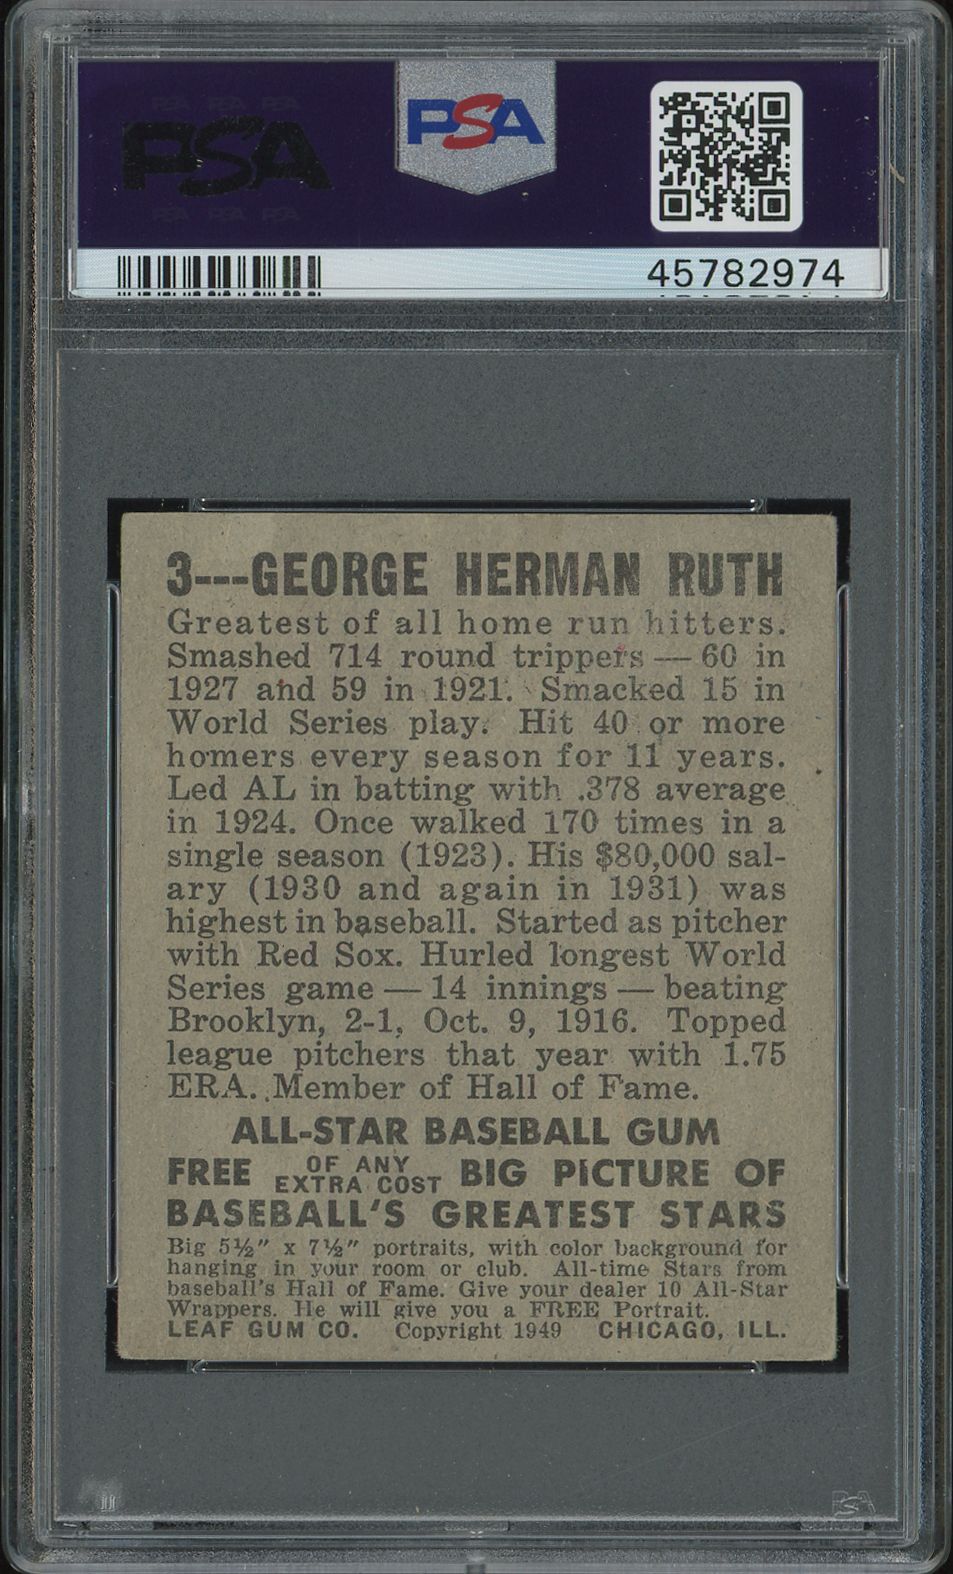 PSA PSA PSA
PSA
PSA PSA PSA
PSA
45782974
3---GEORGE HERMAN RUTH
Greatest of all home run hitters.
Smashed 714 round trippers — 60 in
1927 and 59 in 1921. Smacked 15 in
World Series play. Hit 40 or more
homers every season for 11 years.
Led AL in batting with .378 average
in 1924. Once walked 170 times in a
single season (1923). His $80,000 sal-
ary (1930 and again in 1931) was
highest in baseball. Started as pitcher
with Red Sox. Hurled longest World
Series game — 14 innings — beating
Brooklyn, 2-1, Oct. 9, 1916. Topped
league pitchers that year with 1.75
ERA. Member of Hall of Fame.
ALL-STAR BASEBALL GUM
FREE OF ANY EXTRA COST BIG PICTURE OF
BASEBALL'S GREATEST STARS
Big 5½" x 7½" portraits, with color background for
hanging in your room or club. All-time Stars from
baseball's Hall of Fame. Give your dealer 10 All-Star
Wrappers. He will give you a FREE Portrait.
LEAF GUM CO. Copyright 1949 CHICAGO, ILL.
PSA